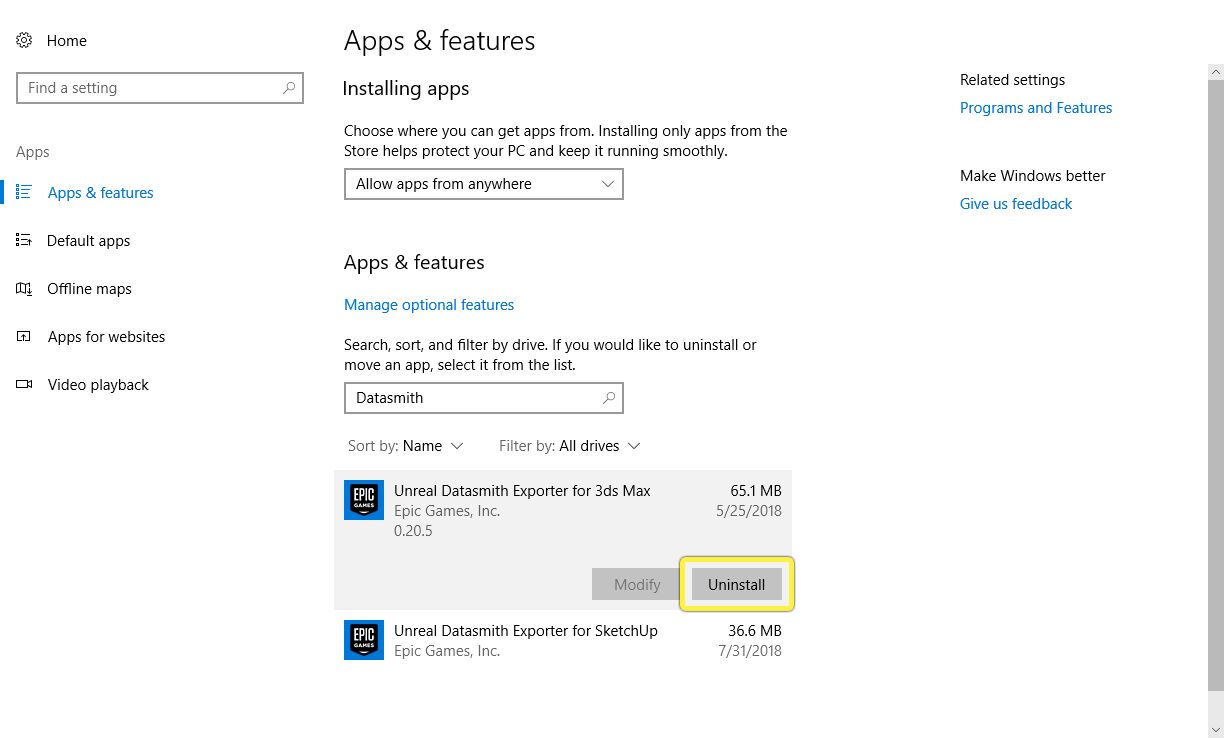 Home
Find a setting
Apps
Apps & features
Default apps
Offline maps
Apps for websites
Video playback
Apps & features
Installing apps
Choose where you can get apps from. Installing only apps from the
Store helps protect your PC and keep it running smoothly.
Allow apps from anywhere
Apps & features
Manage optional features
Search, sort, and filter by drive. If you would like to uninstall or
move an app, select it from the list.
Datasmith
Sort by: Name Filter by: All drives
EPIC
GAMES
Unreal Datasmith Exporter for 3ds Max 65.1 MB
Epic Games, Inc. 5/25/2018
0.20.5
Modify Uninstall
EPIC
GAMES
Unreal Datasmith Exporter for SketchUp 36.6 MB
Epic Games, Inc. 7/31/2018
Related settings
Programs and Features
Make Windows better
Give us feedback